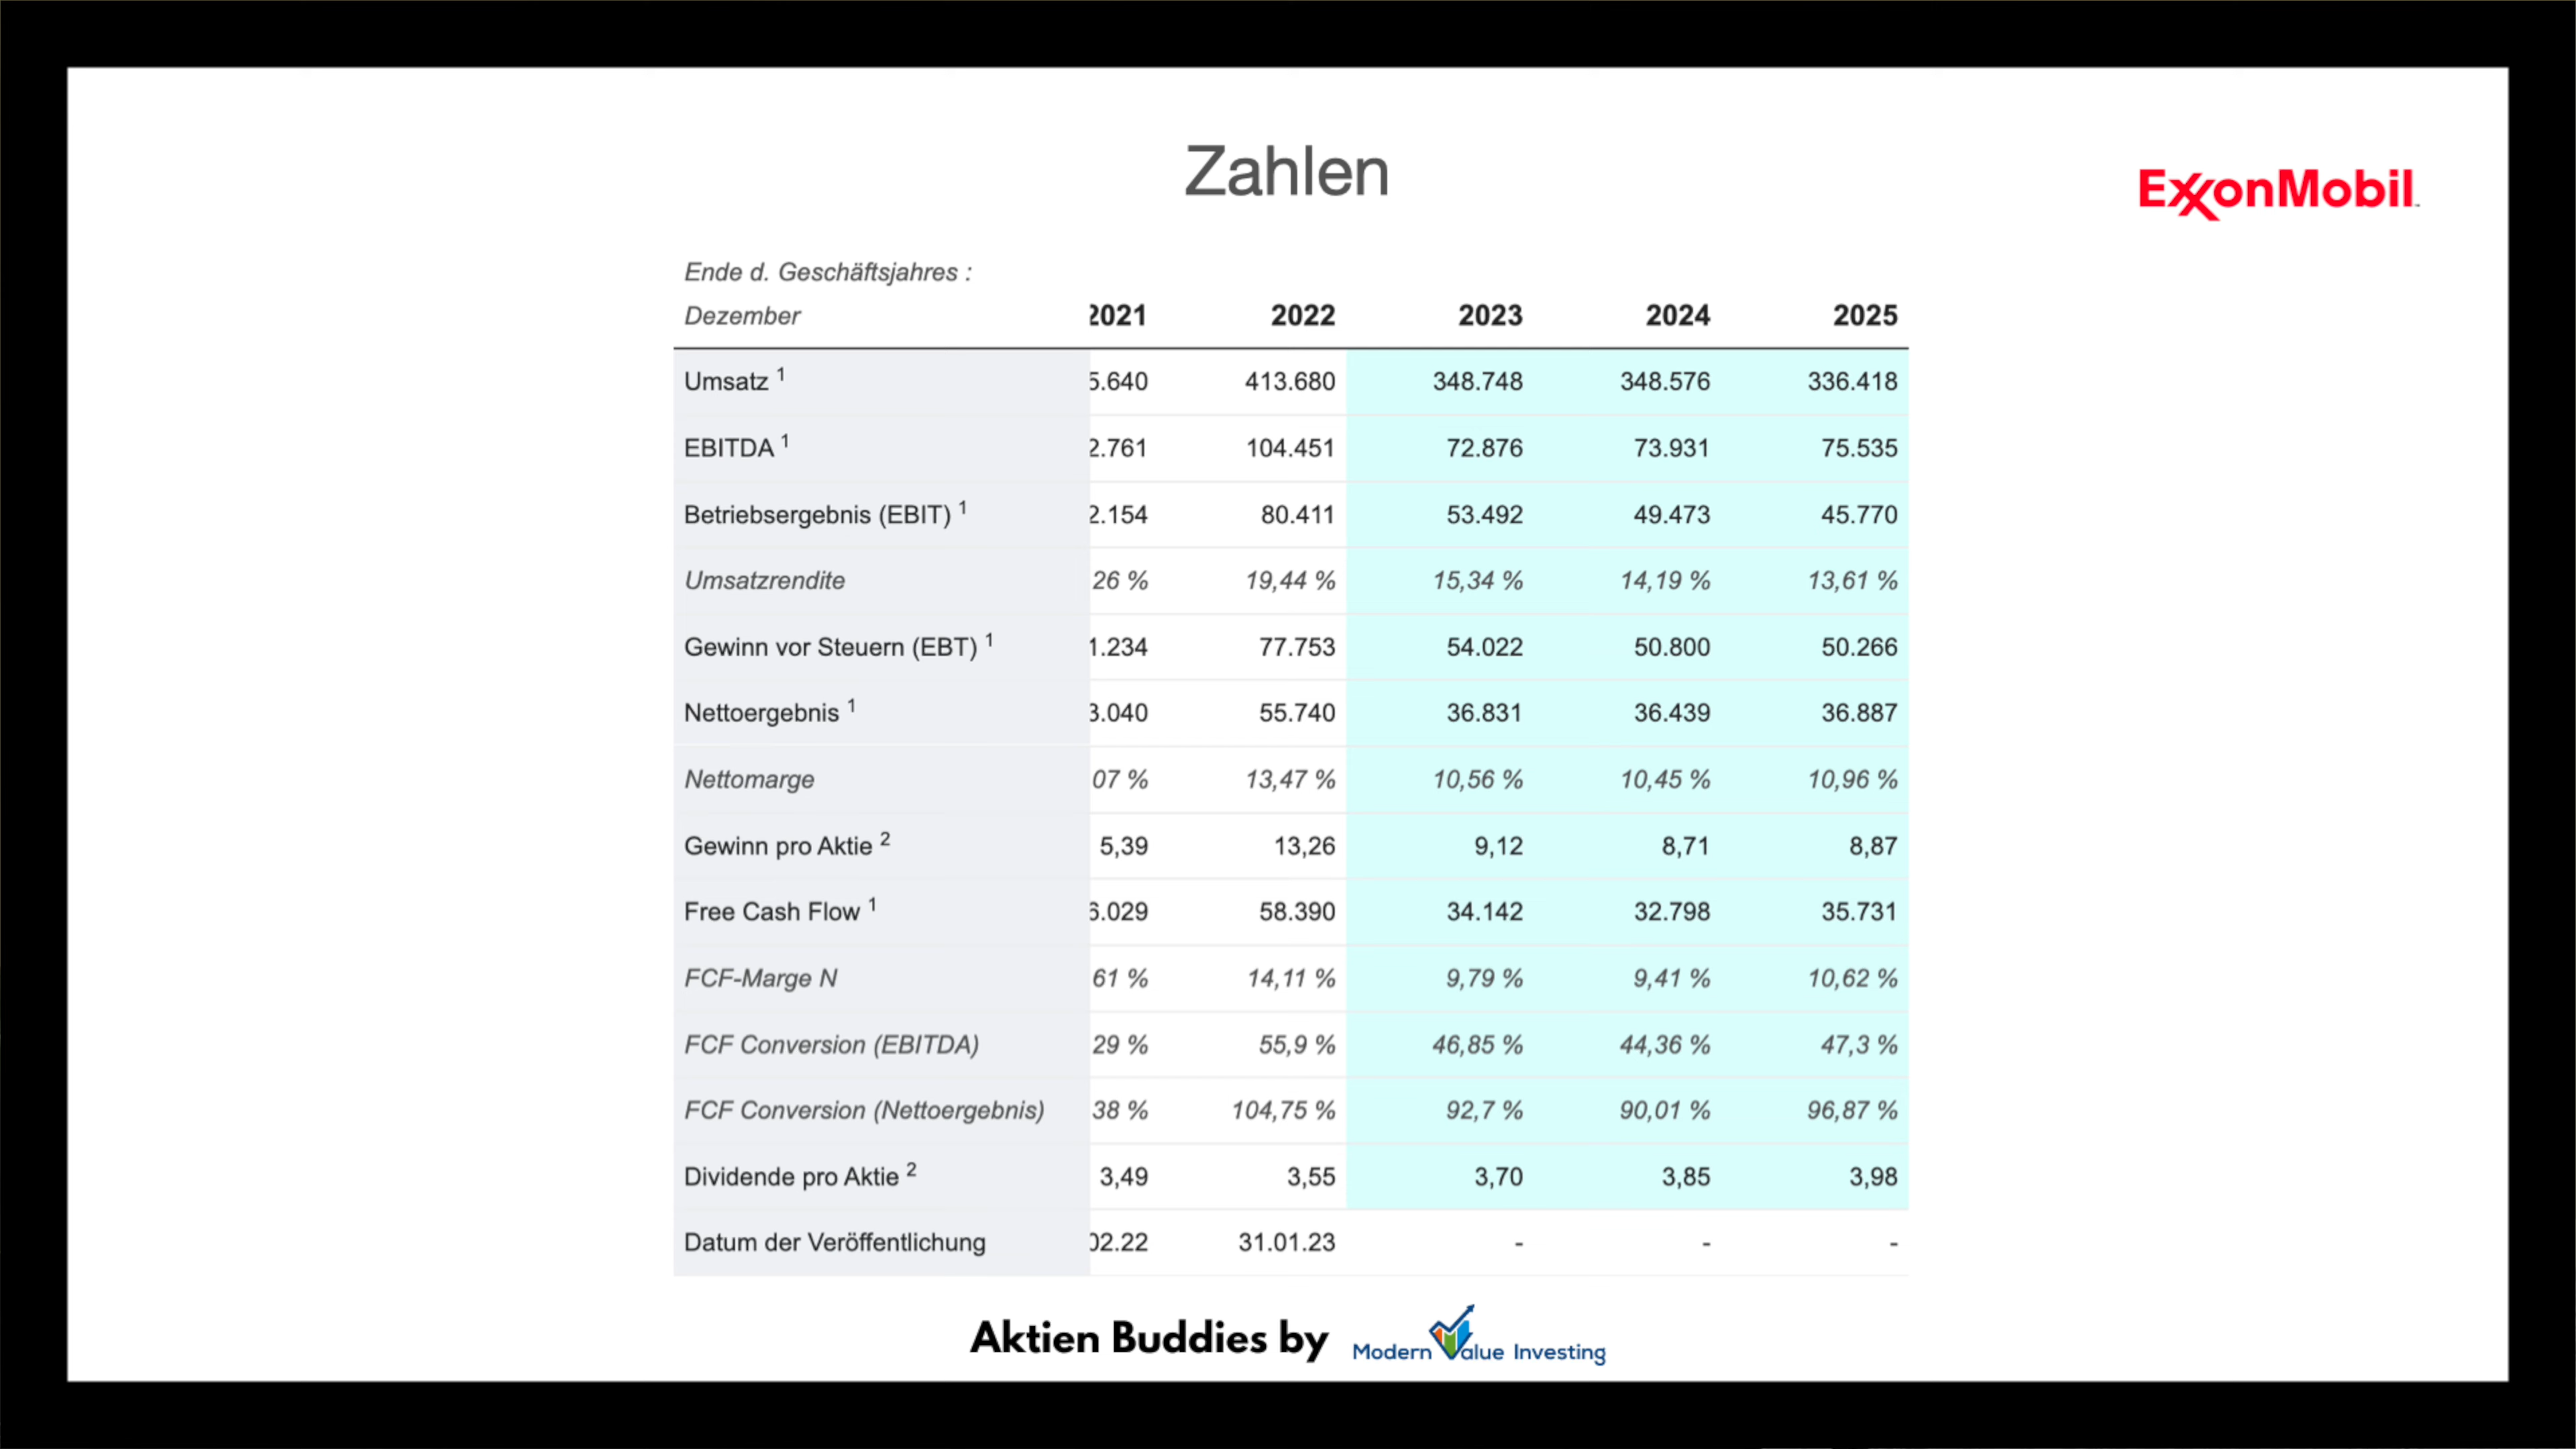 Zahlen
ExxonMobil
Ende d. Geschäftsjahres :
Dezember 2021 2022 2023 2024 2025
Umsatz 1 5.640 413.680 348.748 348.576 336.418
EBITDA 1 2.761 104.451 72.876 73.931 75.535
Betriebsergebnis (EBIT) 1 2.154 80.411 53.492 49.473 45.770
Umsatzrendite 26 % 19,44 % 15,34 % 14,19 % 13,61 %
Gewinn vor Steuern (EBT) 1 1.234 77.753 54.022 50.800 50.266
Nettoergebnis 1 3.040 55.740 36.831 36.439 36.887
Nettomarge 07 % 13,47 % 10,56 % 10,45 % 10,96 %
Gewinn pro Aktie 2 5,39 13,26 9,12 8,71 8,87
Free Cash Flow 1 6.029 58.390 34.142 32.798 35.731
FCF-Marge N 61 % 14,11 % 9,79 % 9,41 % 10,62 %
FCF Conversion (EBITDA) 29 % 55,9 % 46,85 % 44,36 % 47,3 %
FCF Conversion (Nettoergebnis) 38 % 104,75 % 92,7 % 90,01 % 96,87 %
Dividende pro Aktie 2 3,49 3,55 3,70 3,85 3,98
Datum der Veröffentlichung 02.22 31.01.23 - - -
Aktien Buddies by Modern Value Investing